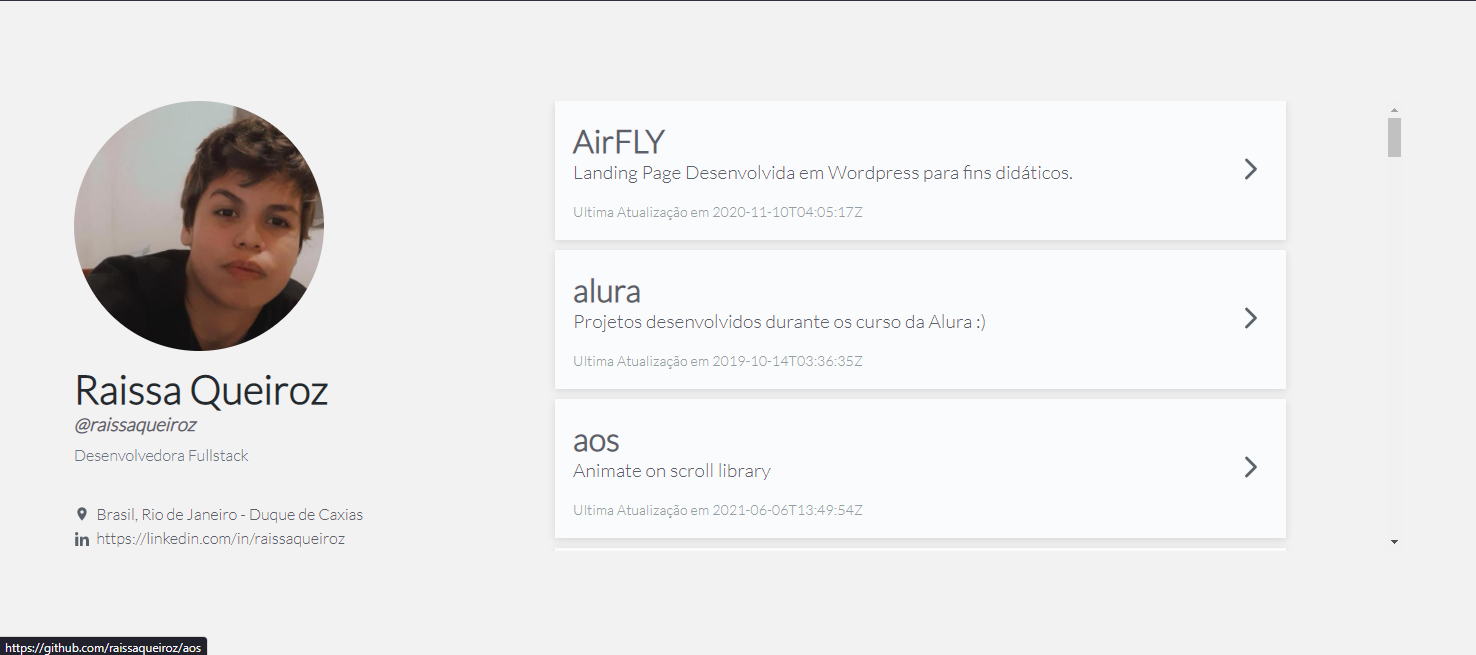 Raissa Queiroz
@raissaqueiroz
Desenvolvedora Fullstack
Brasil, Rio de Janeiro - Duque de Caxias
https://linkedin.com/in/raissaqueiroz
AirFLY
Landing Page Desenvolvida em Wordpress para fins didáticos.
Ultima Atualização em 2020-11-10T04:05:17Z
alura
Projetos desenvolvidos durante os curso da Alura :)
Ultima Atualização em 2019-10-14T03:36:35Z
aos
Animate on scroll library
Ultima Atualização em 2021-06-06T13:49:54Z
https://github.com/raissaqueiroz/aos